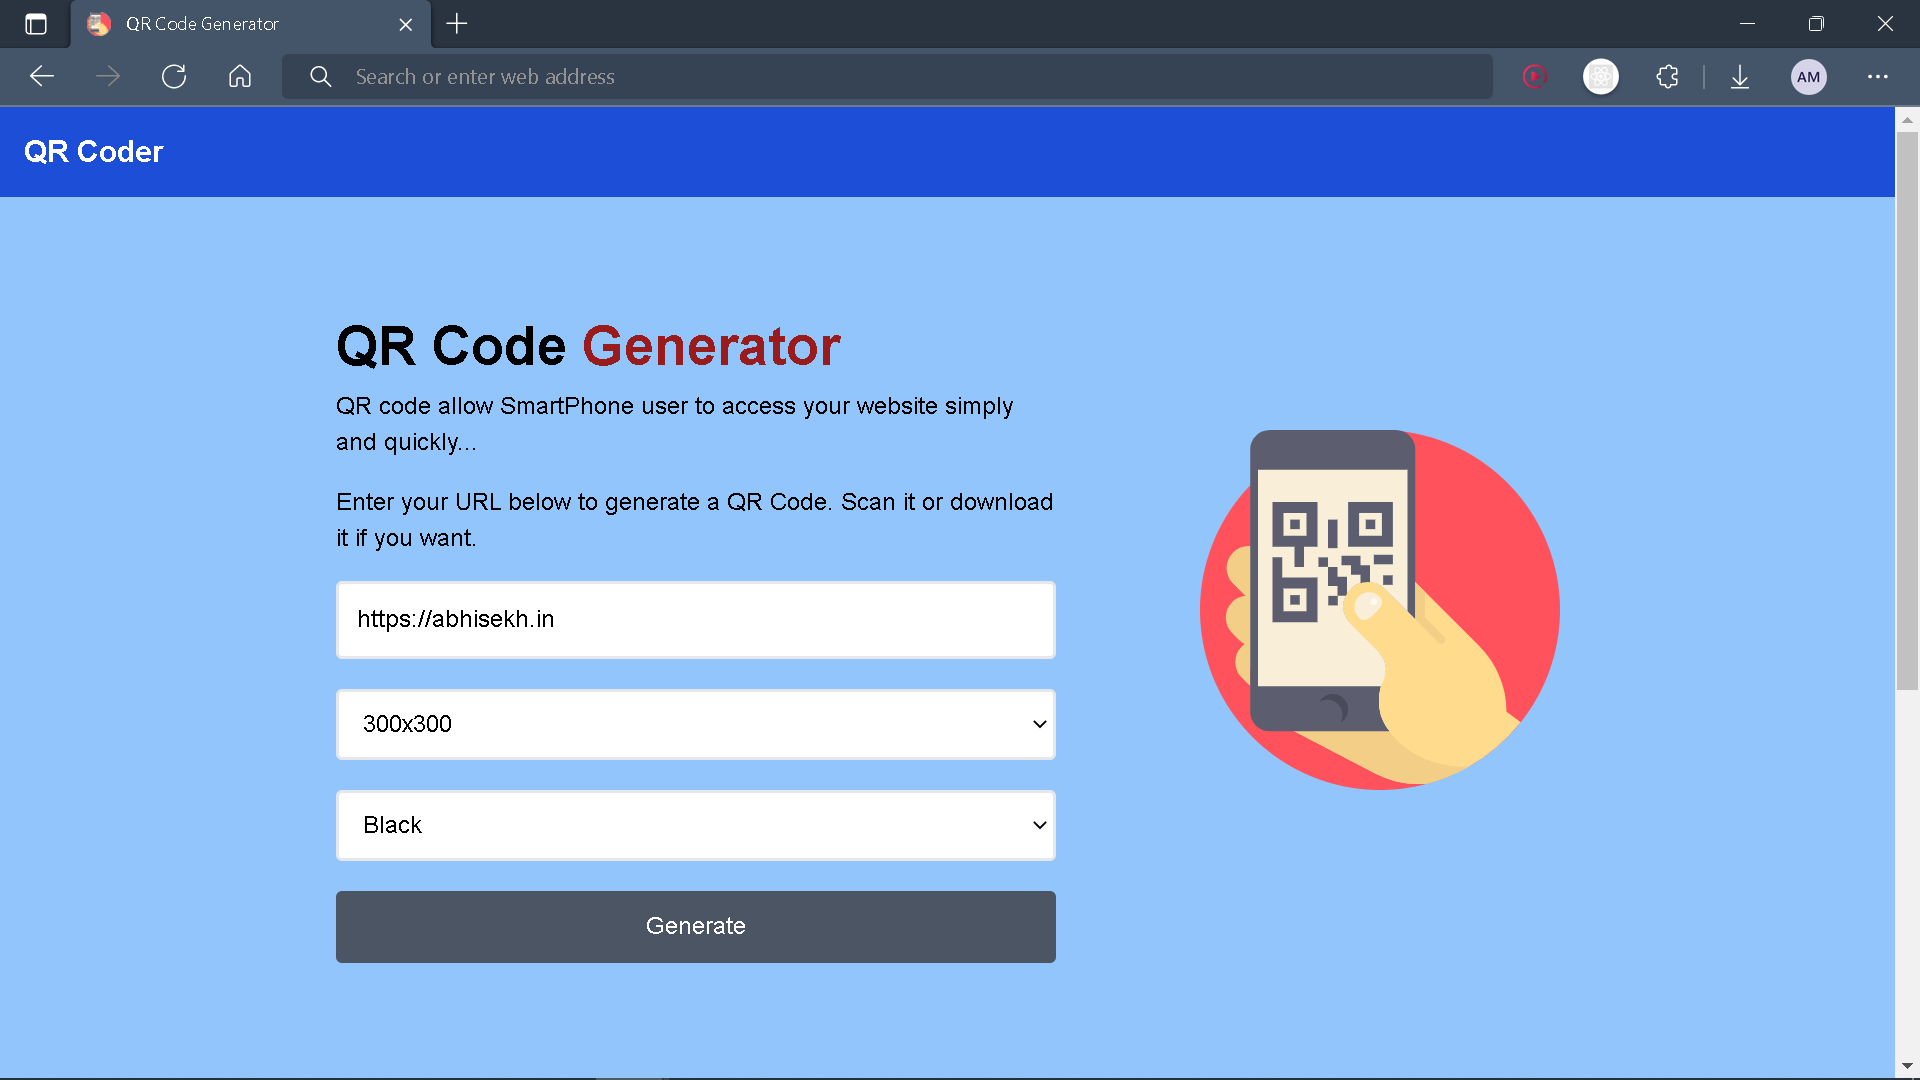 QR Code Generator
Search or enter web address
AM
QR Coder
QR Code Generator
QR code allow SmartPhone user to access your website simply
and quickly...
Enter your URL below to generate a QR Code. Scan it or download
it if you want.
https://abhisekh.in
300x300
Black
Generate